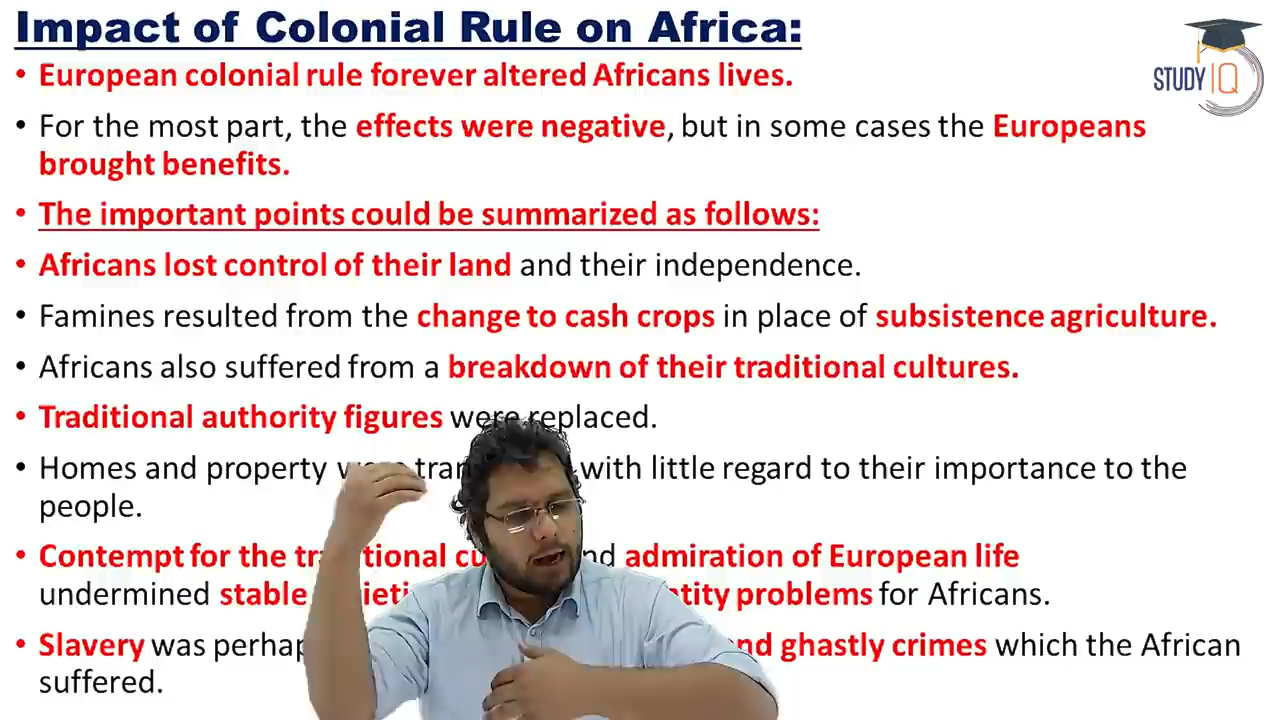 Impact of Colonial Rule on Africa:
STUDY IQ
• European colonial rule forever altered Africans lives.
• For the most part, the effects were negative, but in some cases the Europeans
brought benefits.
• The important points could be summarized as follows:
• Africans lost control of their land and their independence.
• Famines resulted from the change to cash crops in place of subsistence agriculture.
• Africans also suffered from a breakdown of their traditional cultures.
• Traditional authority figures were replaced.
• Homes and property were with little regard to their importance to the
people.
• Contempt for the traditional and admiration of European life
undermined stable problems for Africans.
• Slavery was and ghastly crimes which the African
suffered.